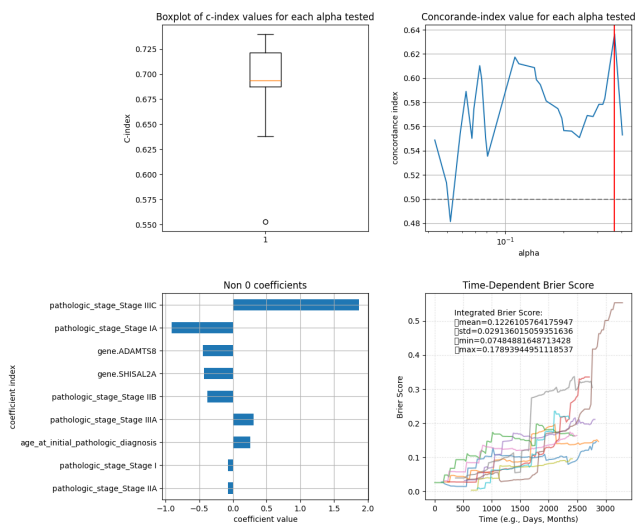 Boxplot of c-index values for each alpha tested
C-index
0.725
0.700
0.675
0.650
0.625
0.600
0.575
0.550
1
Concorande-index value for each alpha tested
concordance index
0.64
0.62
0.60
0.58
0.56
0.54
0.52
0.50
0.48
10⁻¹
alpha
Non 0 coefficients
coefficient index
pathologic_stage_Stage IIIC
pathologic_stage_Stage IA
gene.ADAMTS8
gene.SHISAL2A
pathologic_stage_Stage IIB
pathologic_stage_Stage IIIA
age_at_initial_pathologic_diagnosis
pathologic_stage_Stage I
pathologic_stage_Stage IIA
−1.0 −0.5 0.0 0.5 1.0 1.5 2.0
coefficient value
Time-Dependent Brier Score
Integrated Brier Score:
mean=0.1226105764175947
std=0.029136015059351636
min=0.07484881648713428
max=0.17893944951118537
Brier Score
0.5
0.4
0.3
0.2
0.1
0.0
0 500 1000 1500 2000 2500 3000
Time (e.g., Days, Months)